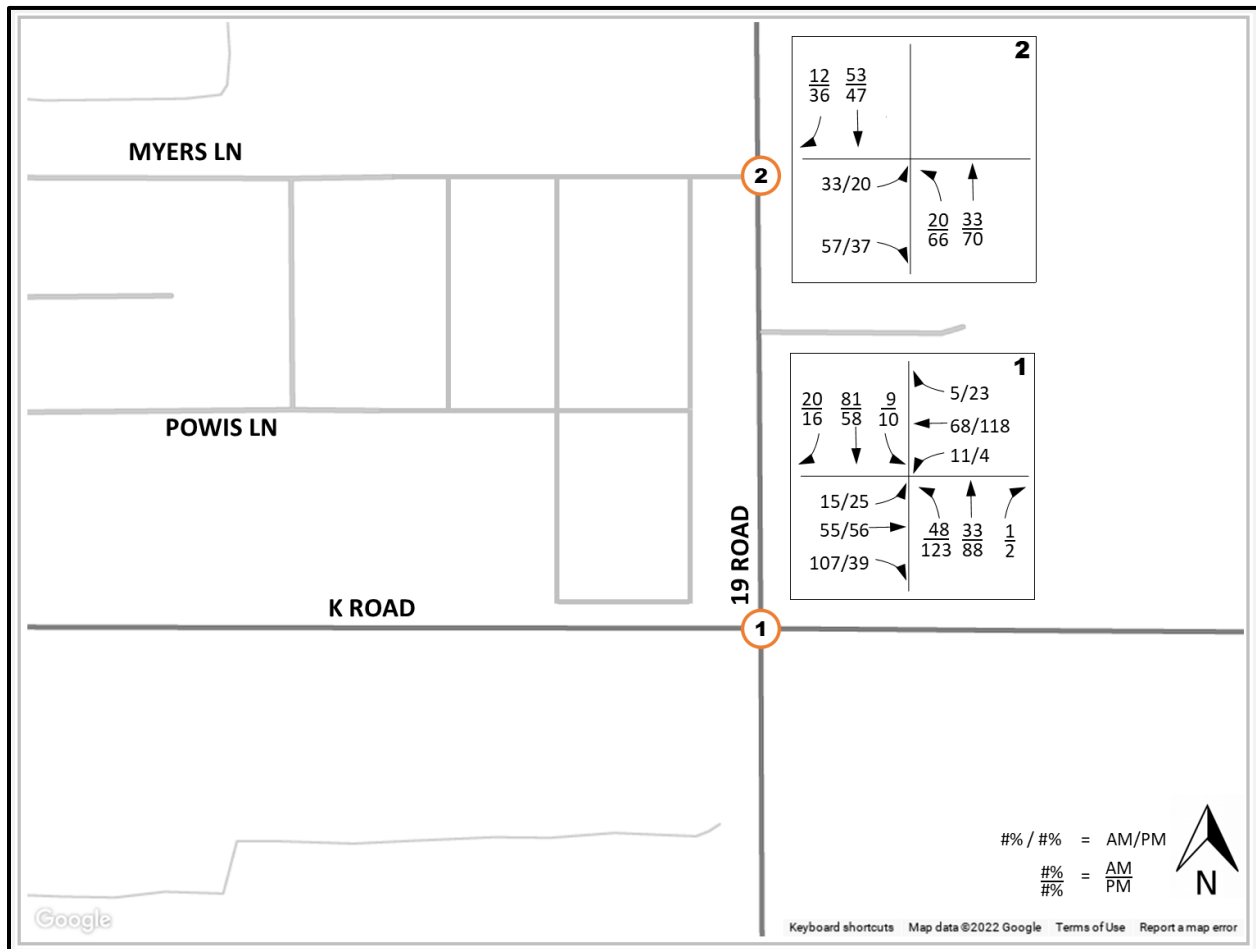 2
12 53
36 47
MYERS LN
2
33/20
20 33
66 70
57/37
1
5/23
20 81 9
16 58 10
68/118
POWIS LN
11/4
15/25
55/56
48 33 1
123 88 2
107/39
19 ROAD
K ROAD
1
#% / #% = AM/PM
#% = AM
#% PM
N
Google
Keyboard shortcuts Map data ©2022 Google Terms of Use Report a map error